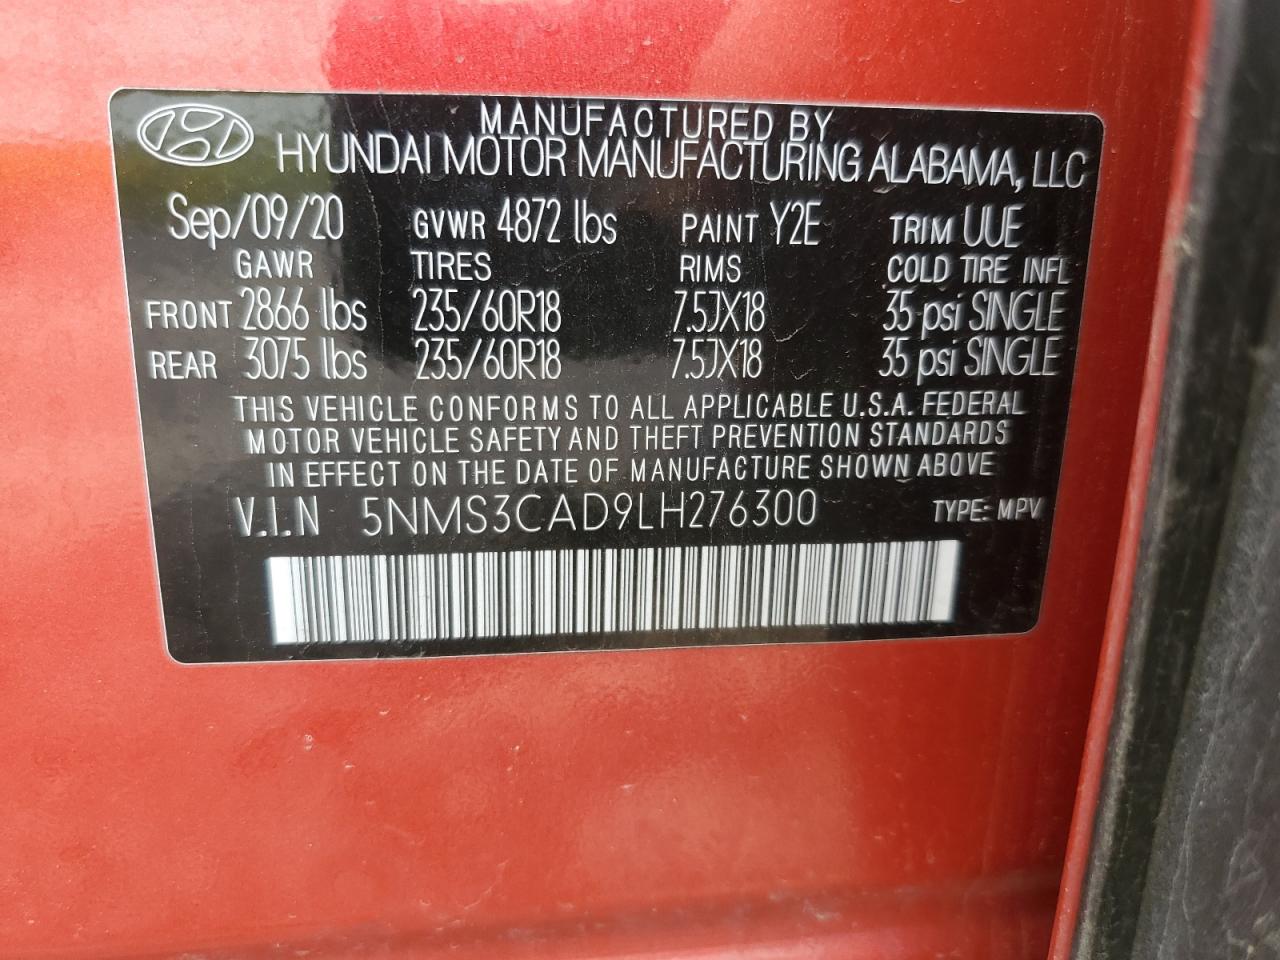 MANUFACTURED BY
HYUNDAI MOTOR MANUFACTURING ALABAMA, LLC
Sep/09/20 GVWR 4872 lbs PAINT Y2E TRIM UUE
GAWR TIRES RIMS COLD TIRE INFL
FRONT 2866 lbs 235/60R18 7.5JX18 35 psi SINGLE
REAR 3075 lbs 235/60R18 7.5JX18 35 psi SINGLE
THIS VEHICLE CONFORMS TO ALL APPLICABLE U.S.A. FEDERAL
MOTOR VEHICLE SAFETY AND THEFT PREVENTION STANDARDS
IN EFFECT ON THE DATE OF MANUFACTURE SHOWN ABOVE
V.I.N 5NMS3CAD9LH276300 TYPE: MPV